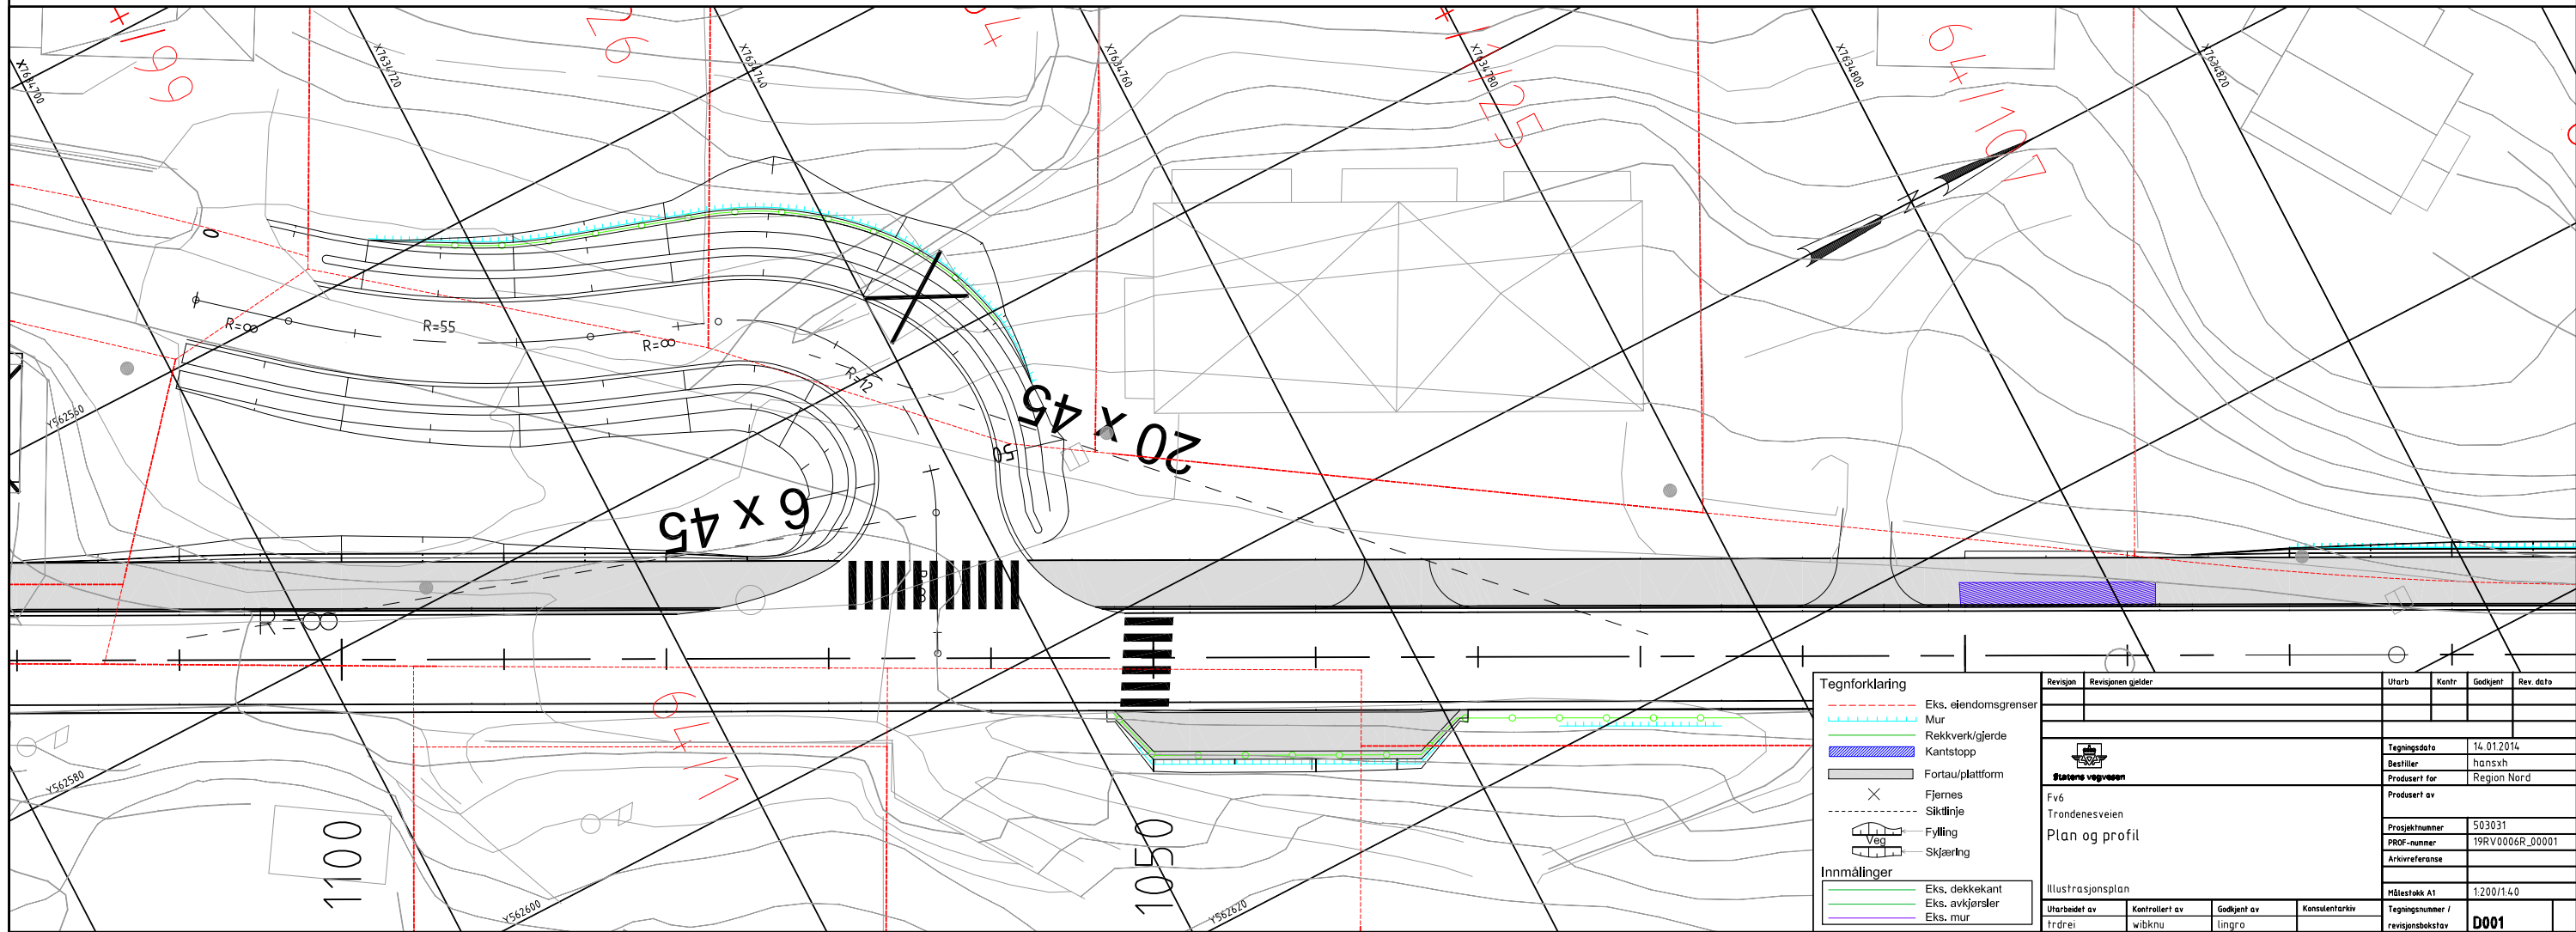 X7634700
X7634720
X7634740
X7634760
X7634780
X7634800
X7634820
Y562560
Y562580
Y562600
Y562620
0
R=∞
R=55
R=∞
R=12
50
20 x 45
6 x 45
R=∞
R=∞
1100
1050
Tegnforklaring
Eks. eiendomsgrenser
Mur
Rekkverk/gjerde
Kantstopp
Fortau/plattform
Fjernes
Siktlinje
Fylling
Veg
Skjæring
Innmålinger
Eks. dekkekant
Eks. avkjørsler
Eks. mur
Revisjon Revisjonen gjelder Utarb Kontr Godkjent Rev. dato
Statens vegvesen
Tegningsdato 14.01.2014
Bestiller hansxh
Produsert for Region Nord
Produsert av
Fv6
Trondenesveien
Plan og profil
Illustrasjonsplan
Prosjektnummer 503031
PROF-nummer 19RV0006R_00001
Arkivreferanse
Målestokk A1 1:200/1:40
Utarbeidet av Kontrollert av Godkjent av Konsulentarkiv
trdrei wibknu lingro
Tegningsnummer /
revisjonsbokstav D001